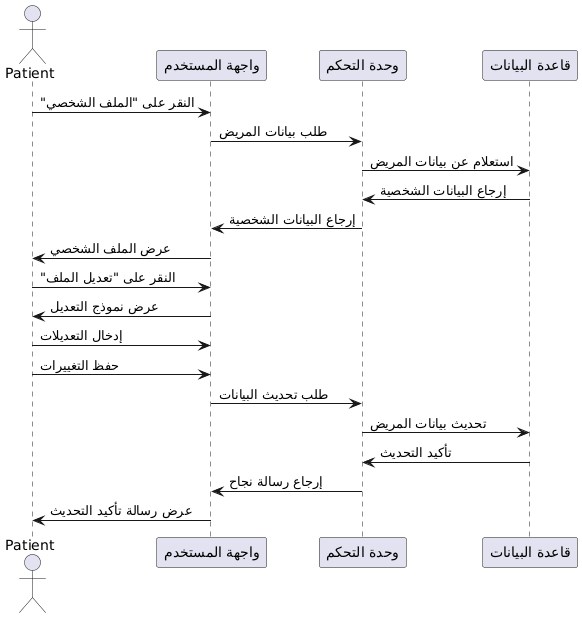 Patient
واجهة المستخدم
وحدة التحكم
قاعدة البيانات
النقر على "الملف الشخصي"
طلب بيانات المريض
استعلام عن بيانات المريض
إرجاع البيانات الشخصية
إرجاع البيانات الشخصية
عرض الملف الشخصي
النقر على "تعديل الملف"
عرض نموذج التعديل
إدخال التعديلات
حفظ التغييرات
طلب تحديث البيانات
تحديث بيانات المريض
تأكيد التحديث
إرجاع رسالة نجاح
عرض رسالة تأكيد التحديث
Patient
واجهة المستخدم
وحدة التحكم
قاعدة البيانات